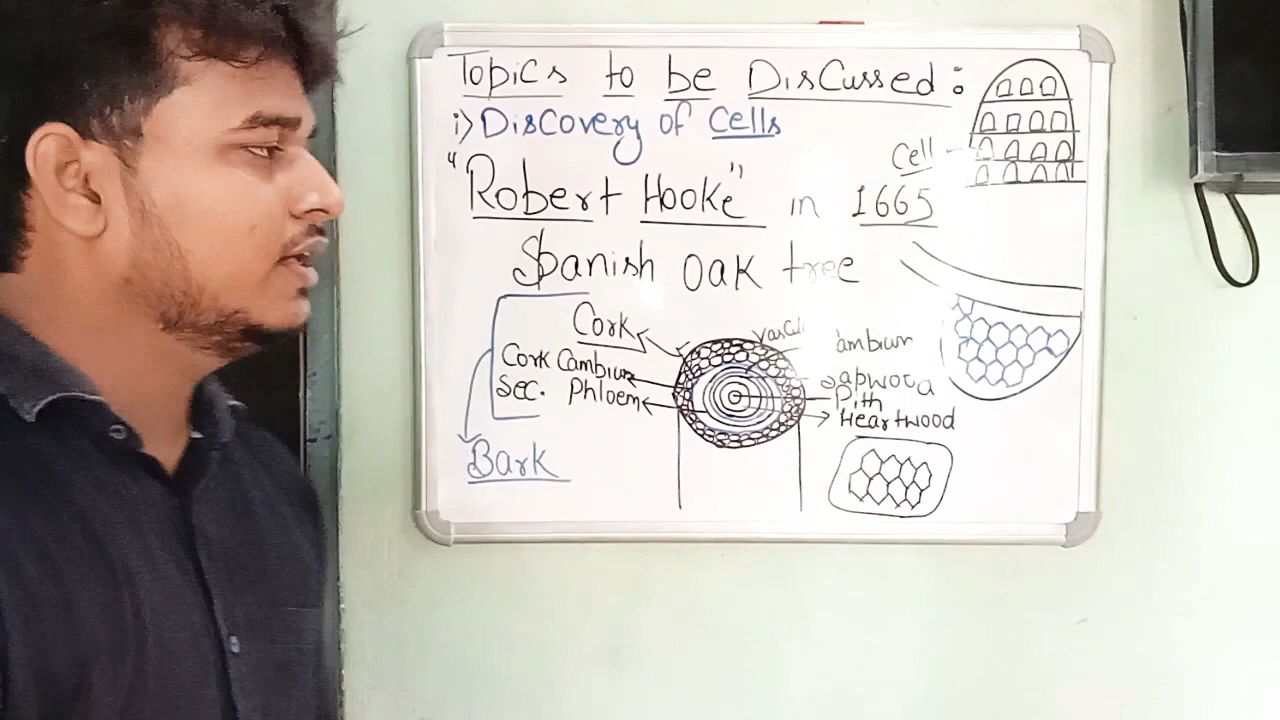 Topics to be Discussed:
i) Discovery of Cells
"Robert Hooke" in 1665
Cell
Spanish oak tree
Cork
Cork Cambium
Sec. Phloem
Bark
ambium
Pith
Heartwood